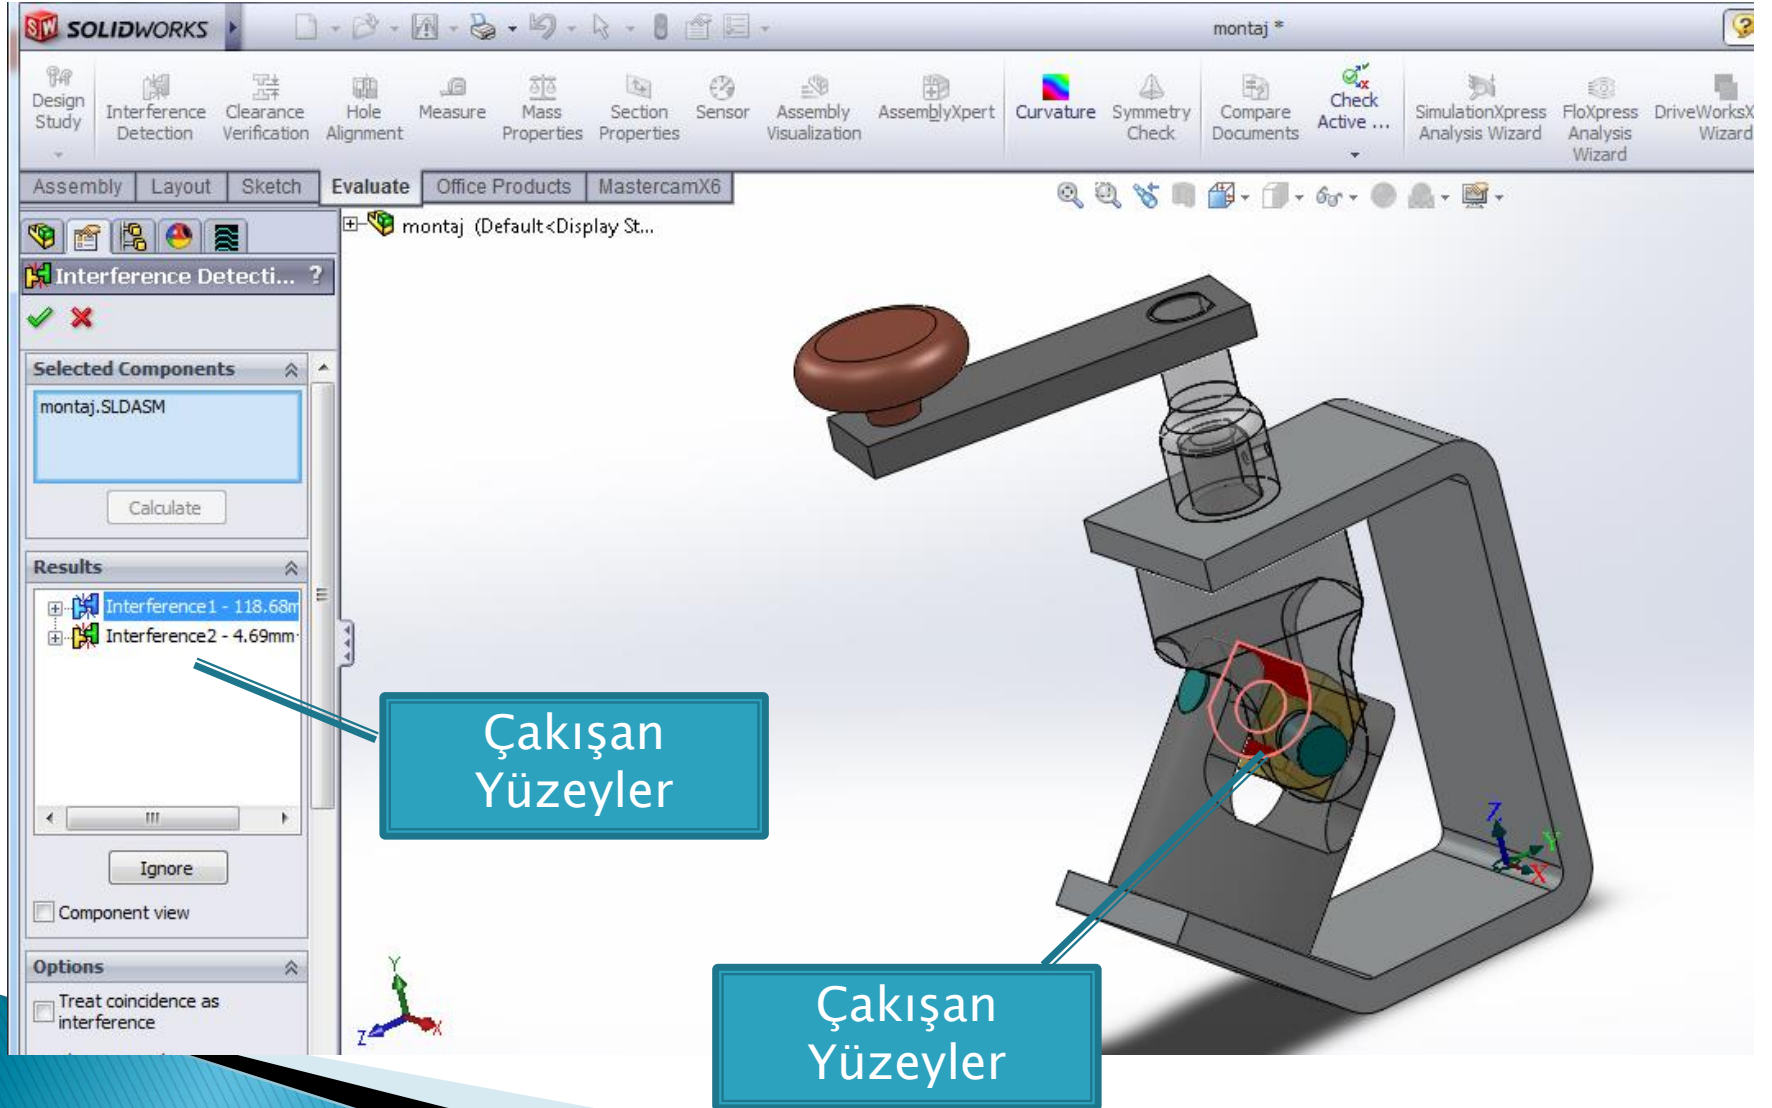 SOLIDWORKS
montaj *
Design Study
Interference Detection
Clearance Verification
Hole Alignment
Measure
Mass Properties
Section Properties
Sensor
Assembly Visualization
AssemblyXpert
Curvature
Symmetry Check
Compare Documents
Check Active ...
SimulationXpress Analysis Wizard
FloXpress Analysis Wizard
DriveWorksX Wizard
Assembly
Layout
Sketch
Evaluate
Office Products
MastercamX6
montaj (Default<Display St...
Interference Detecti... ?
Selected Components
montaj.SLDASM
Calculate
Results
Interference1 - 118.68m
Interference2 - 4.69mm
Ignore
Component view
Options
Treat coincidence as
interference
Çakışan
Yüzeyler
Çakışan
Yüzeyler
Z
Y
X
Y
Z
X